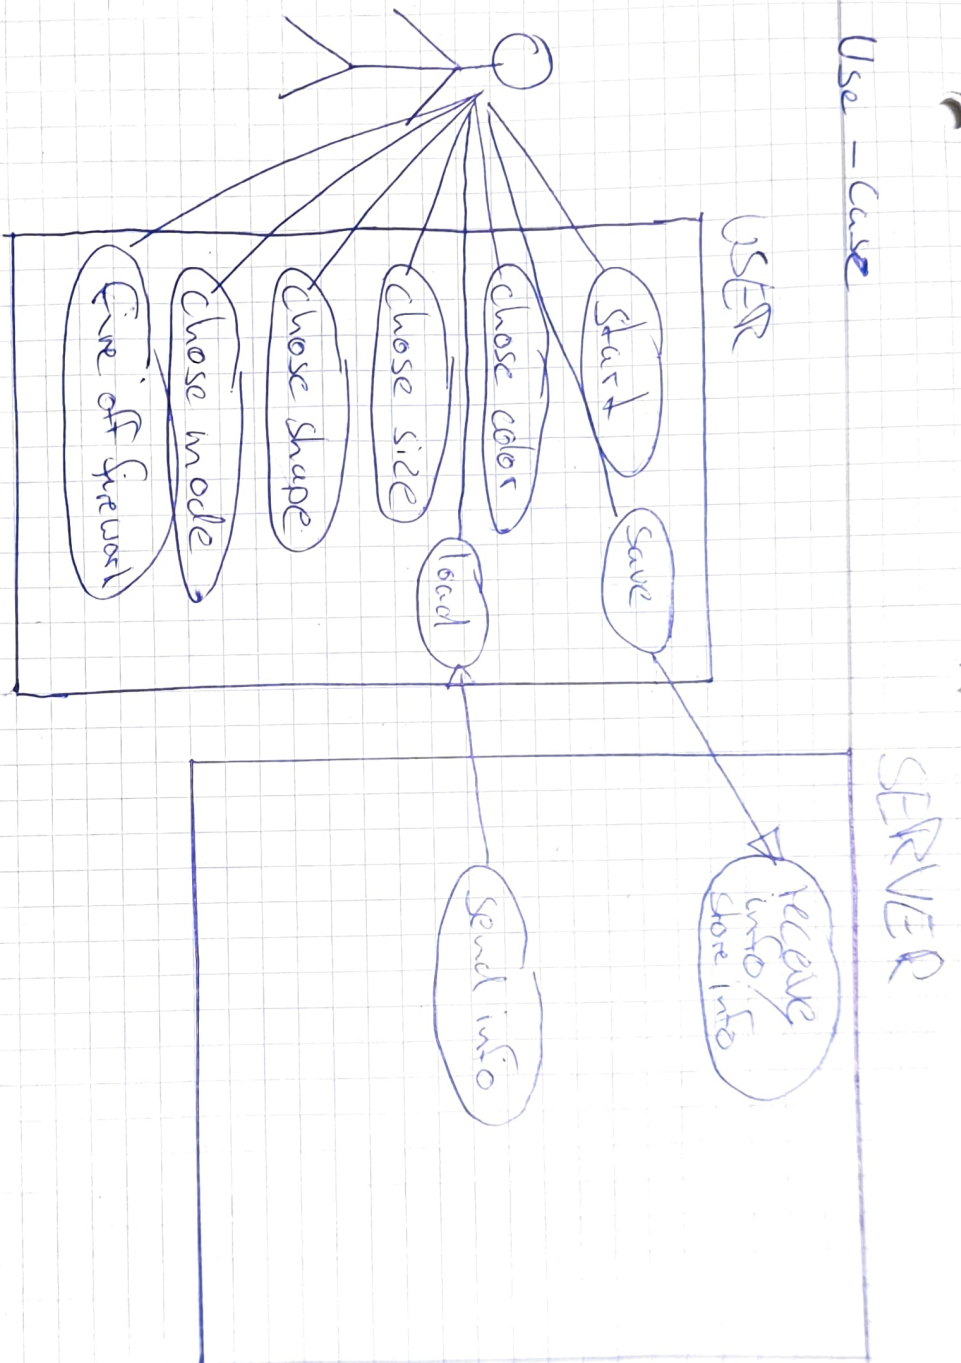 Use-Case
USER
SERVER
Start
Save
chose color
load
chose size
chose shape
chose mode
fire off firework
receive
info/
store info
send info